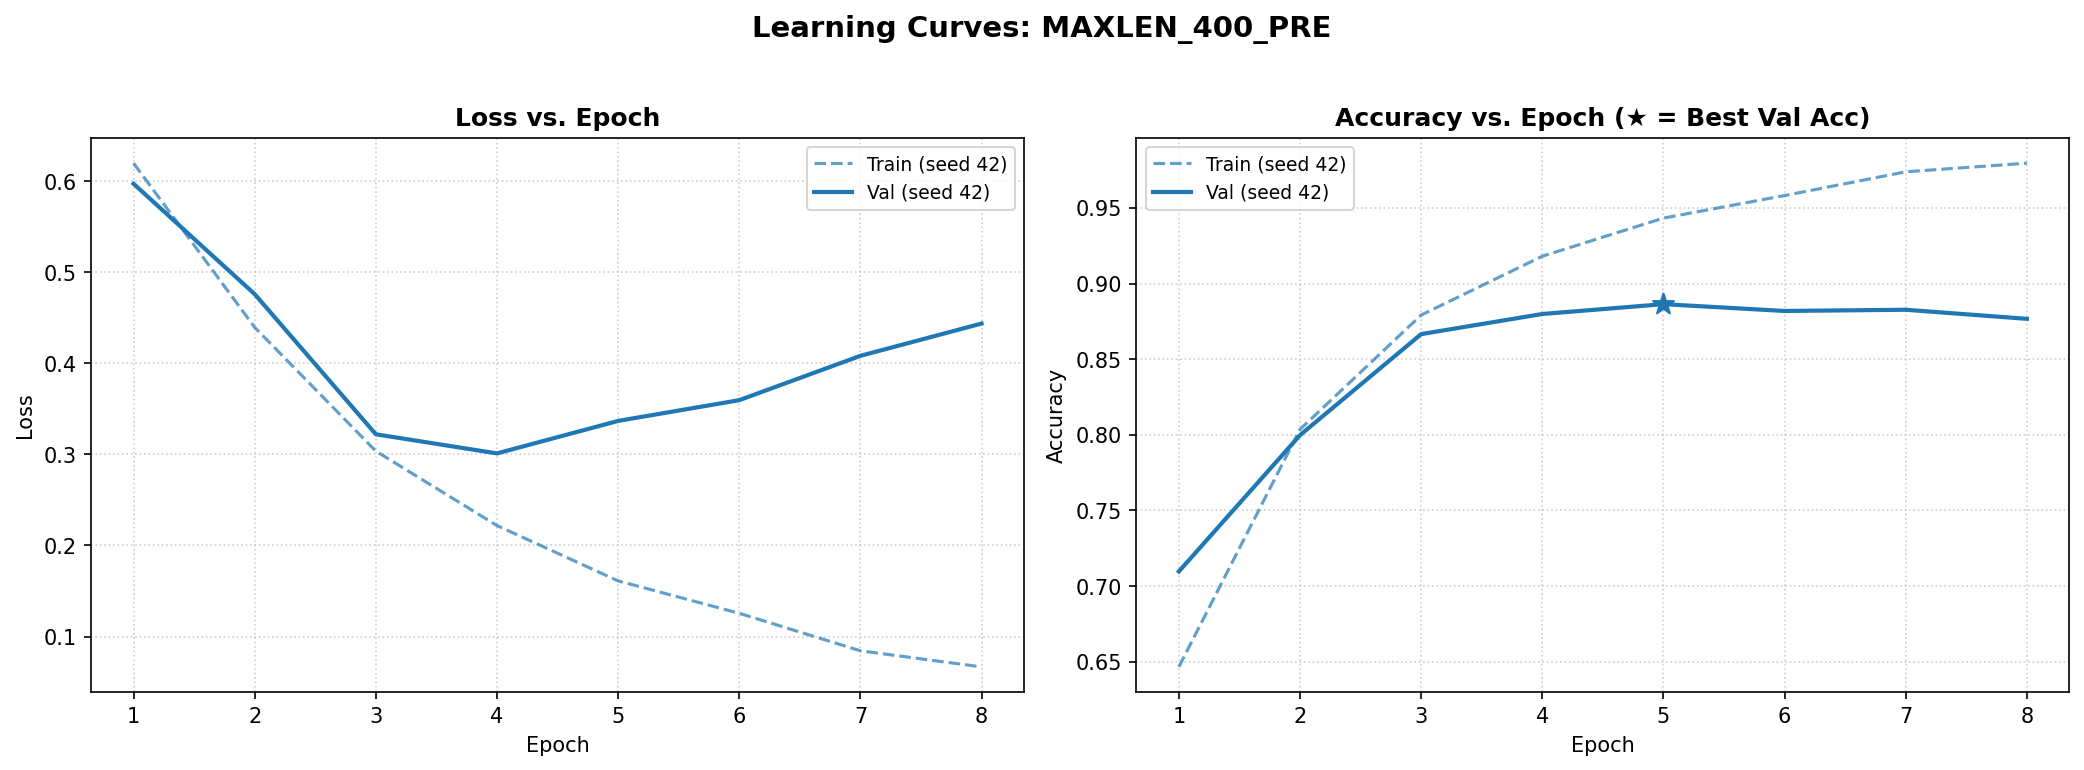 Learning Curves: MAXLEN_400_PRE
Loss vs. Epoch
Train (seed 42)
Val (seed 42)
0.6
0.5
0.4
0.3
0.2
0.1
Loss
1 2 3 4 5 6 7 8
Epoch
Accuracy vs. Epoch (★ = Best Val Acc)
Train (seed 42)
Val (seed 42)
0.95
0.90
0.85
0.80
0.75
0.70
0.65
Accuracy
1 2 3 4 5 6 7 8
Epoch